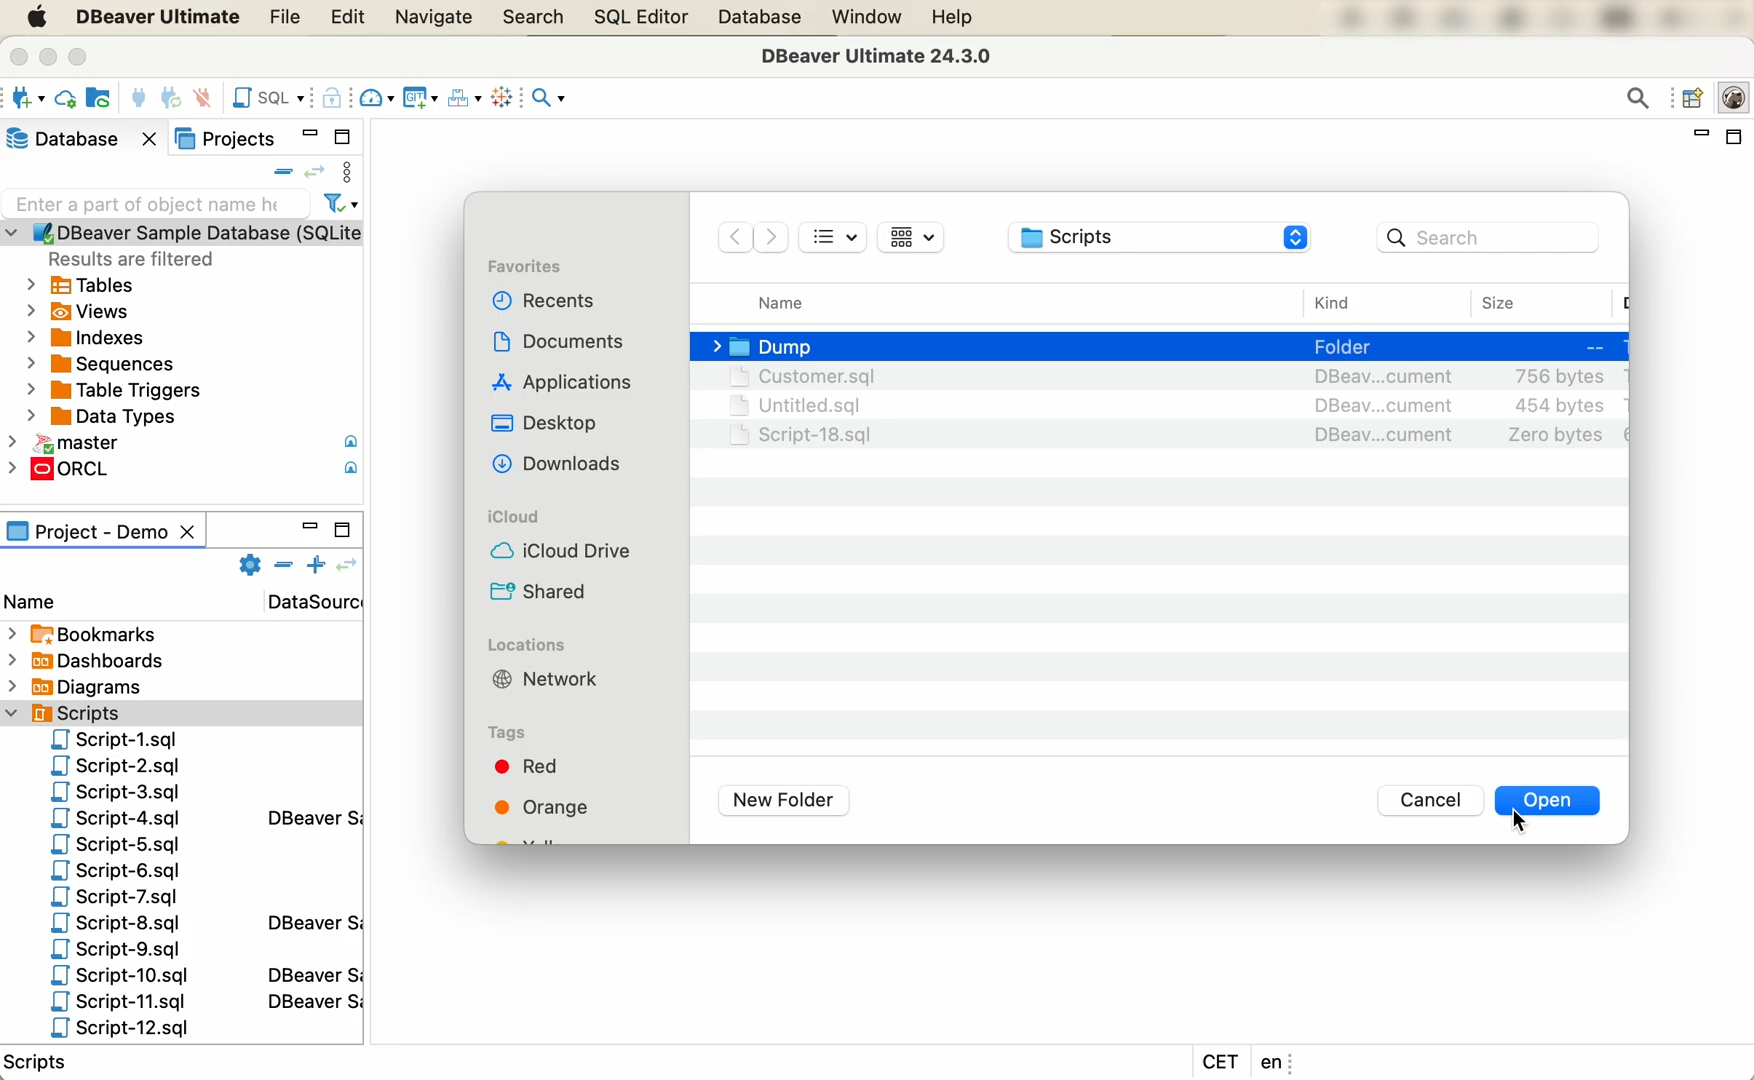 DBeaver Ultimate File Edit Navigate Search SQL Editor Database Window Help
DBeaver Ultimate 24.3.0
SQL
Database Projects
Enter a part of object name he
DBeaver Sample Database (SQLite
Results are filtered
Tables
Views
Indexes
Sequences
Table Triggers
Data Types
master
ORCL
Project - Demo
Name DataSource
Bookmarks
Dashboards
Diagrams
Scripts
Script-1.sql
Script-2.sql
Script-3.sql
Script-4.sql DBeaver Sa
Script-5.sql
Script-6.sql
Script-7.sql
Script-8.sql DBeaver Sa
Script-9.sql
Script-10.sql DBeaver Sa
Script-11.sql DBeaver Sa
Script-12.sql
Favorites
Recents
Documents
Applications
Desktop
Downloads
iCloud
iCloud Drive
Shared
Locations
Network
Tags
Red
Orange
Scripts Search
Name Kind Size
Dump Folder --
Customer.sql DBeav...cument 756 bytes
Untitled.sql DBeav...cument 454 bytes
Script-18.sql DBeav...cument Zero bytes
New Folder Cancel Open
Scripts CET en